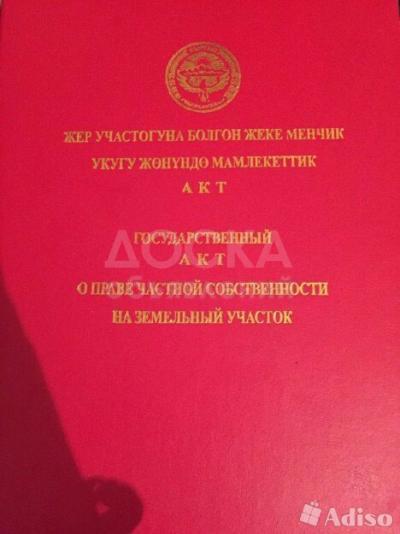 ЖЕР УЧАСТОГУНА БОЛГОН ЖЕКЕ МЕНЧИК
УКУГУ ЖӨНҮНДӨ МАМЛЕКЕТТИК
АКТ
ГОСУДАРСТВЕННЫЙ
АКТ
О ПРАВЕ ЧАСТНОЙ СОБСТВЕННОСТИ
НА ЗЕМЕЛЬНЫЙ УЧАСТОК
ДОСКА
объявлений
Adiso